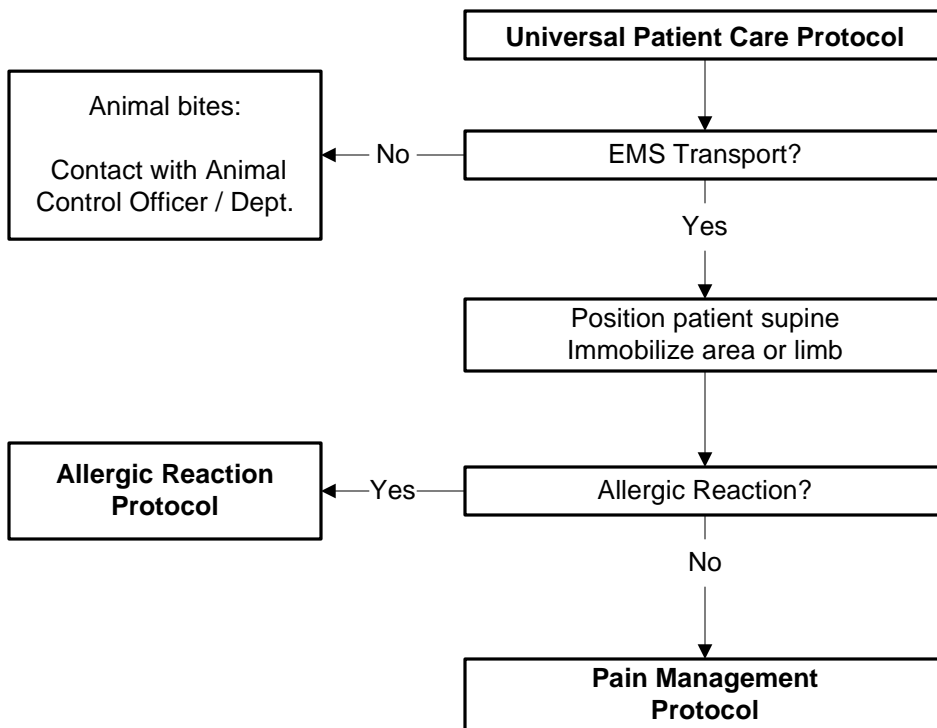 Universal Patient Care Protocol
Animal bites:
Contact with Animal
Control Officer / Dept.
No
EMS Transport?
Yes
Position patient supine
Immobilize area or limb
Allergic Reaction
Protocol
Yes
Allergic Reaction?
No
Pain Management
Protocol